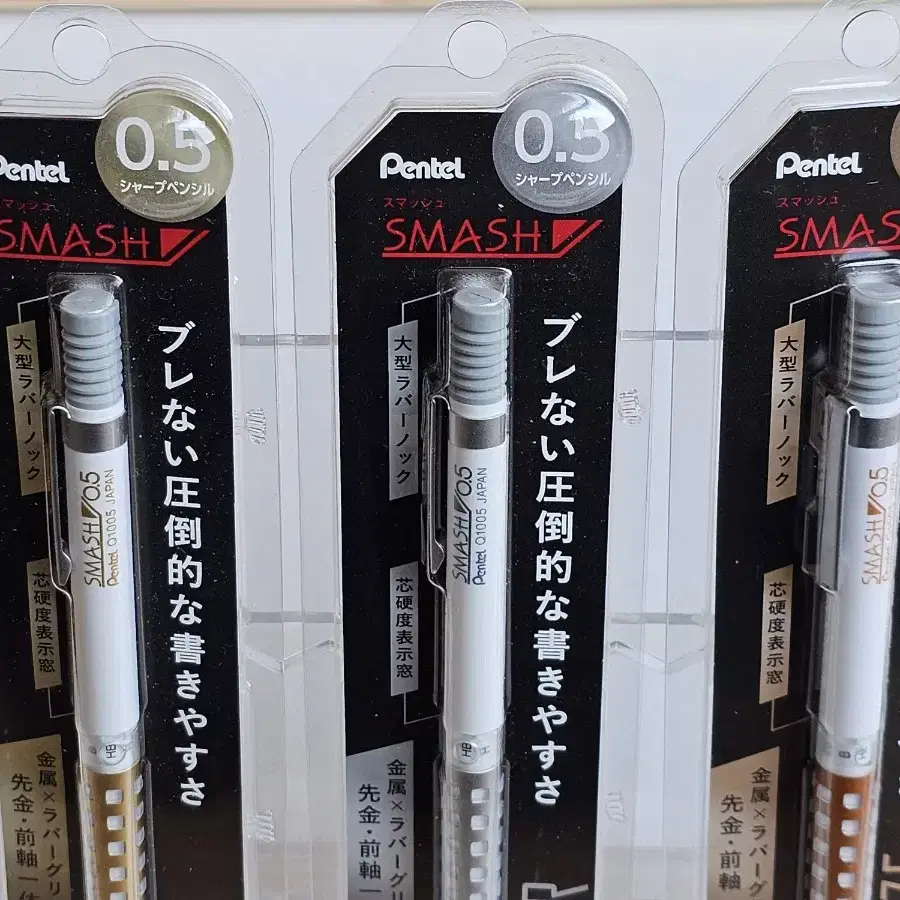 Pentel
0.5
シャープペンシル
スマッシュ
SMASH
大型ラバーノック
ブレない圧倒的な書きやすさ
SMASH 0.5
Pentel Q1005 JAPAN
芯硬度表示窓
B
HB
金属×ラバーグリ
先金・前軸一体
Pentel
0.5
シャープペンシル
スマッシュ
SMASH
大型ラバーノック
ブレない圧倒的な書きやすさ
SMASH 0.5
Pentel Q1005 JAPAN
芯硬度表示窓
HB
H
金属×ラバーグリ
先金・前軸一
Pentel
スマッシュ
SMAS
大型ラバーノック
SMASH 0.5
芯硬度表示窓
B
金属×ラバーグ
先金・前軸